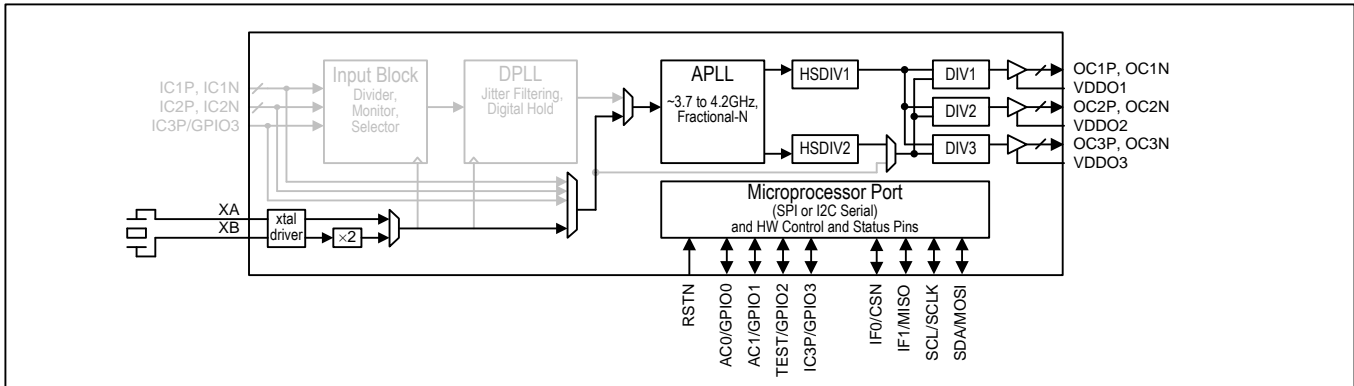 IC1P, IC1N
IC2P, IC2N
IC3P/GPIO3
Input Block
Divider,
Monitor,
Selector
DPLL
Jitter Filtering,
Digital Hold
APLL
~3.7 to 4.2GHz,
Fractional-N
HSDIV1
HSDIV2
DIV1
DIV2
DIV3
OC1P, OC1N
VDDO1
OC2P, OC2N
VDDO2
OC3P, OC3N
VDDO3
XA
XB
xtal
driver
×2
Microprocessor Port
(SPI or I2C Serial)
and HW Control and Status Pins
RSTN
AC0/GPIO0
AC1/GPIO1
TEST/GPIO2
IC3P/GPIO3
IF0/CSN
IF1/MISO
SCL/SCLK
SDA/MOSI